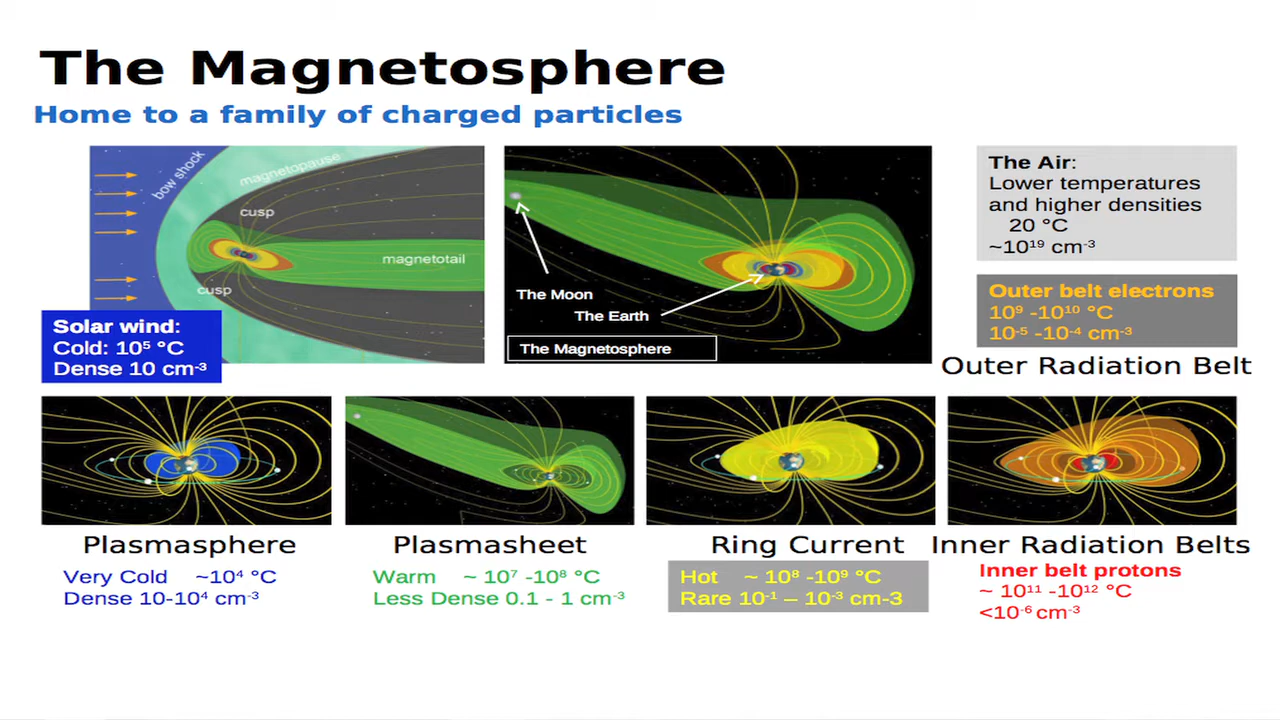 The Magnetosphere
Home to a family of charged particles
bow shock
magnetopause
cusp
magnetotail
cusp
Solar wind:
Cold: 10⁵ °C
Dense 10 cm⁻³
The Moon
The Earth
The Magnetosphere
The Air:
Lower temperatures
and higher densities
20 °C
~10¹⁹ cm⁻³
Outer belt electrons
10⁹ -10¹⁰ °C
10⁻⁵ -10⁻⁴ cm⁻³
Outer Radiation Belt
Plasmasphere
Very Cold ~10⁴ °C
Dense 10-10⁴ cm⁻³
Plasmasheet
Warm ~ 10⁷ -10⁸ °C
Less Dense 0.1 - 1 cm⁻³
Ring Current
Hot ~ 10⁸ -10⁹ °C
Rare 10⁻¹ – 10⁻³ cm-3
Inner Radiation Belts
Inner belt protons
~ 10¹¹ -10¹² °C
<10⁻⁶ cm⁻³